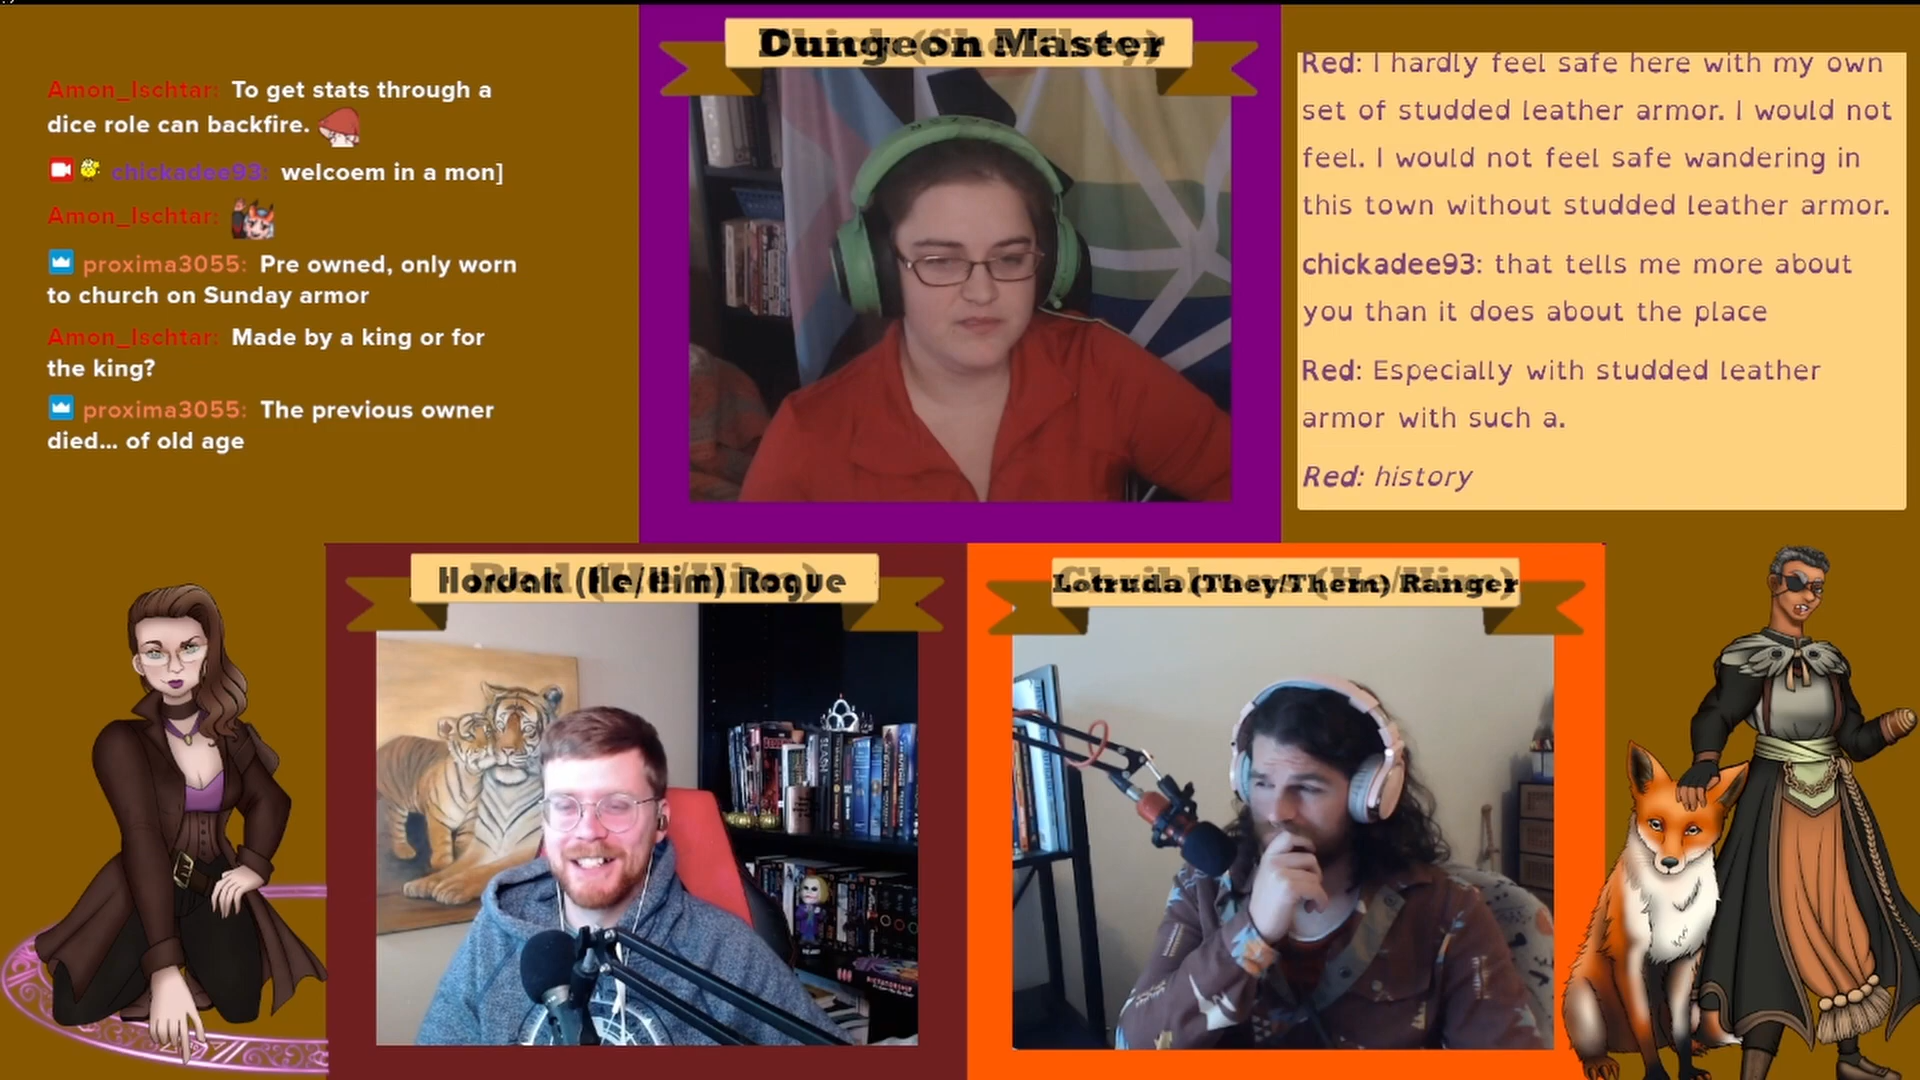 Amon_Ischtar: To get stats through a
dice role can backfire.
chickadee93: welcoem in a mon]
Amon_Ischtar:
proxima3055: Pre owned, only worn
to church on Sunday armor
Amon_Ischtar: Made by a king or for
the king?
proxima3055: The previous owner
died... of old age
Dungeon Master
Red: I hardly feel safe here with my own
set of studded leather armor. I would not
feel. I would not feel safe wandering in
this town without studded leather armor.
chickadee93: that tells me more about
you than it does about the place
Red: Especially with studded leather
armor with such a.
Red: history
Hordak (He/Him) Rogue
Lotruda (They/Them) Ranger